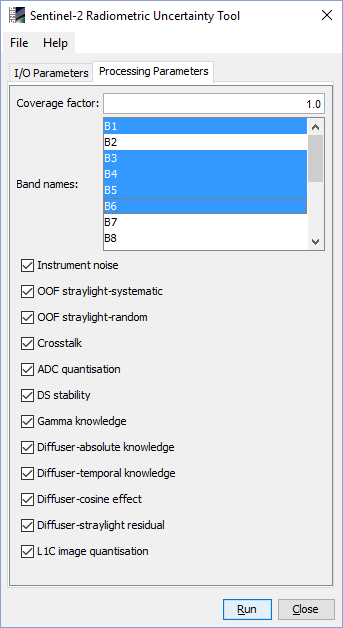 Sentinel-2 Radiometric Uncertainty Tool
File Help
I/O Parameters Processing Parameters
Coverage factor: 1.0
Band names:
B1
B2
B3
B4
B5
B6
B7
B8
Instrument noise
OOF straylight-systematic
OOF straylight-random
Crosstalk
ADC quantisation
DS stability
Gamma knowledge
Diffuser-absolute knowledge
Diffuser-temporal knowledge
Diffuser-cosine effect
Diffuser-straylight residual
L1C image quantisation
Run Close